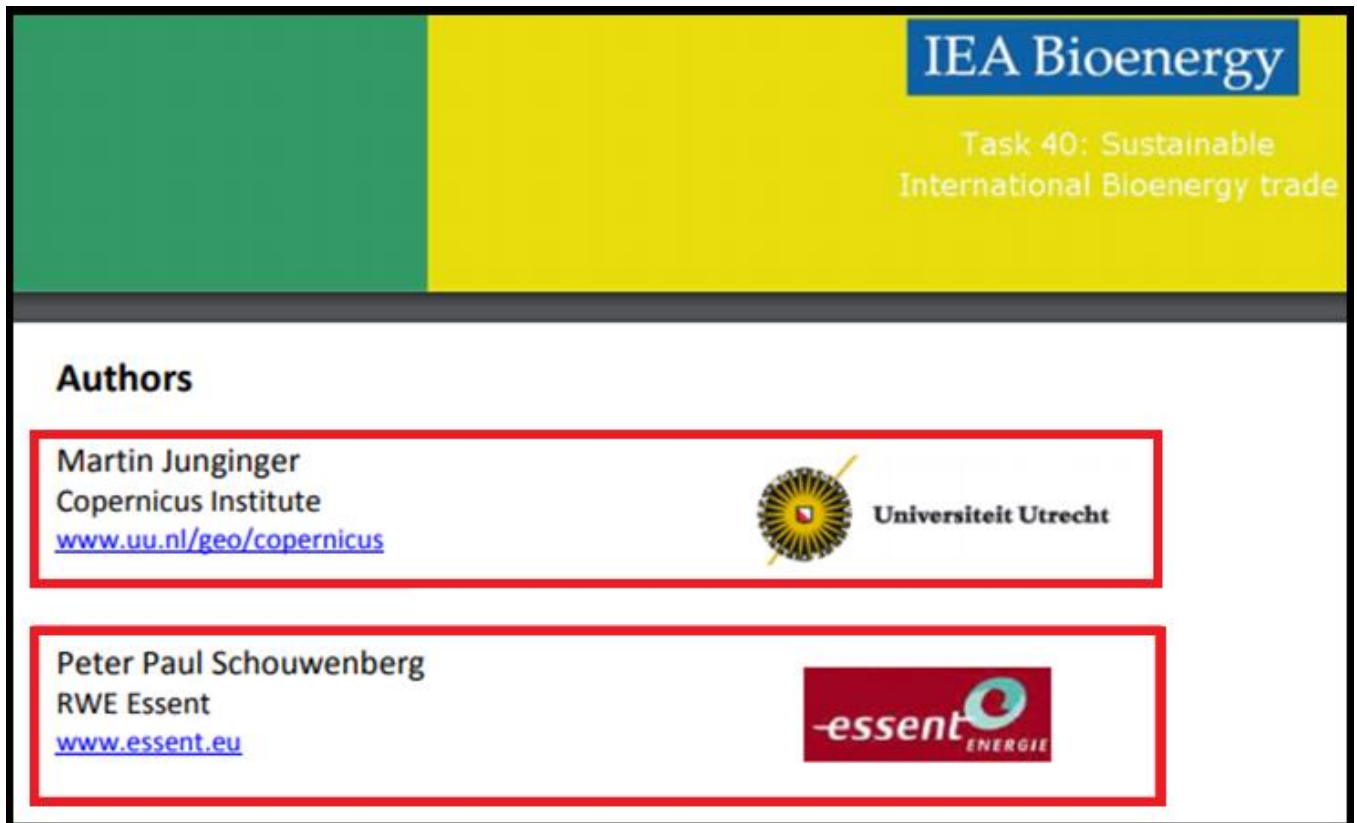 IEA Bioenergy
Task 40: Sustainable
International Bioenergy trade
Authors
Martin Junginger
Copernicus Institute
www.uu.nl/geo/copernicus
Universiteit Utrecht
Peter Paul Schouwenberg
RWE Essent
www.essent.eu
essent
ENERGIE